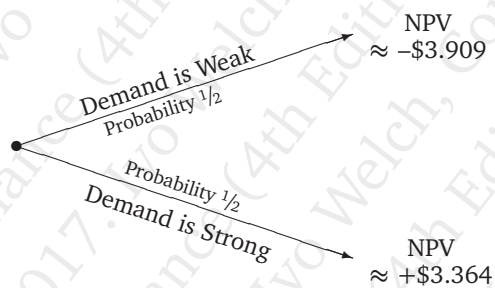 NPV
≈ –$3.909
Demand is Weak
Probability 1/2
Probability 1/2
Demand is Strong
NPV
≈ +$3.364